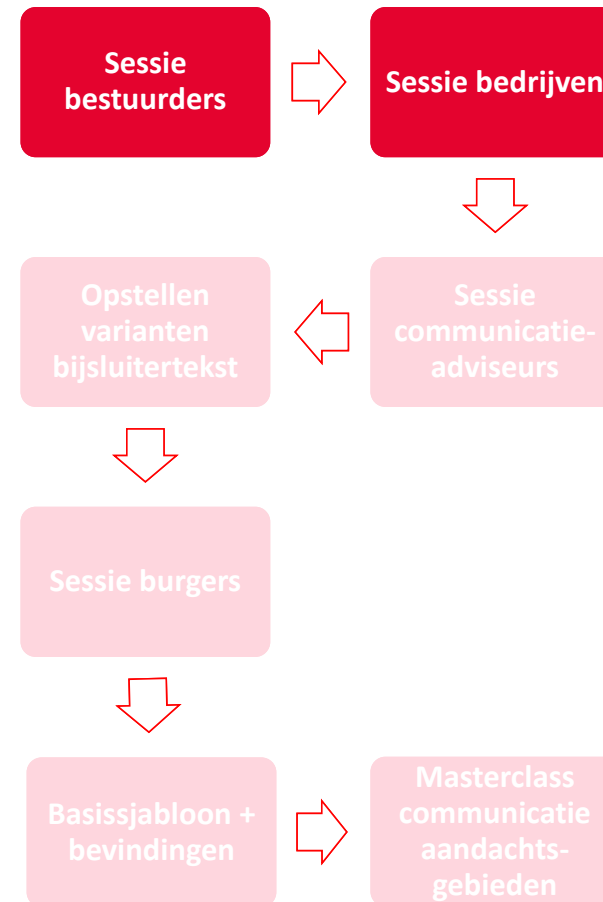 Sessie
bestuurders
Sessie bedrijven
Sessie
communicatie-
adviseurs
Opstellen
varianten
bijsluitertekst
Sessie burgers
Basissjabloon +
bevindingen
Masterclass
communicatie
aandachts-
gebieden